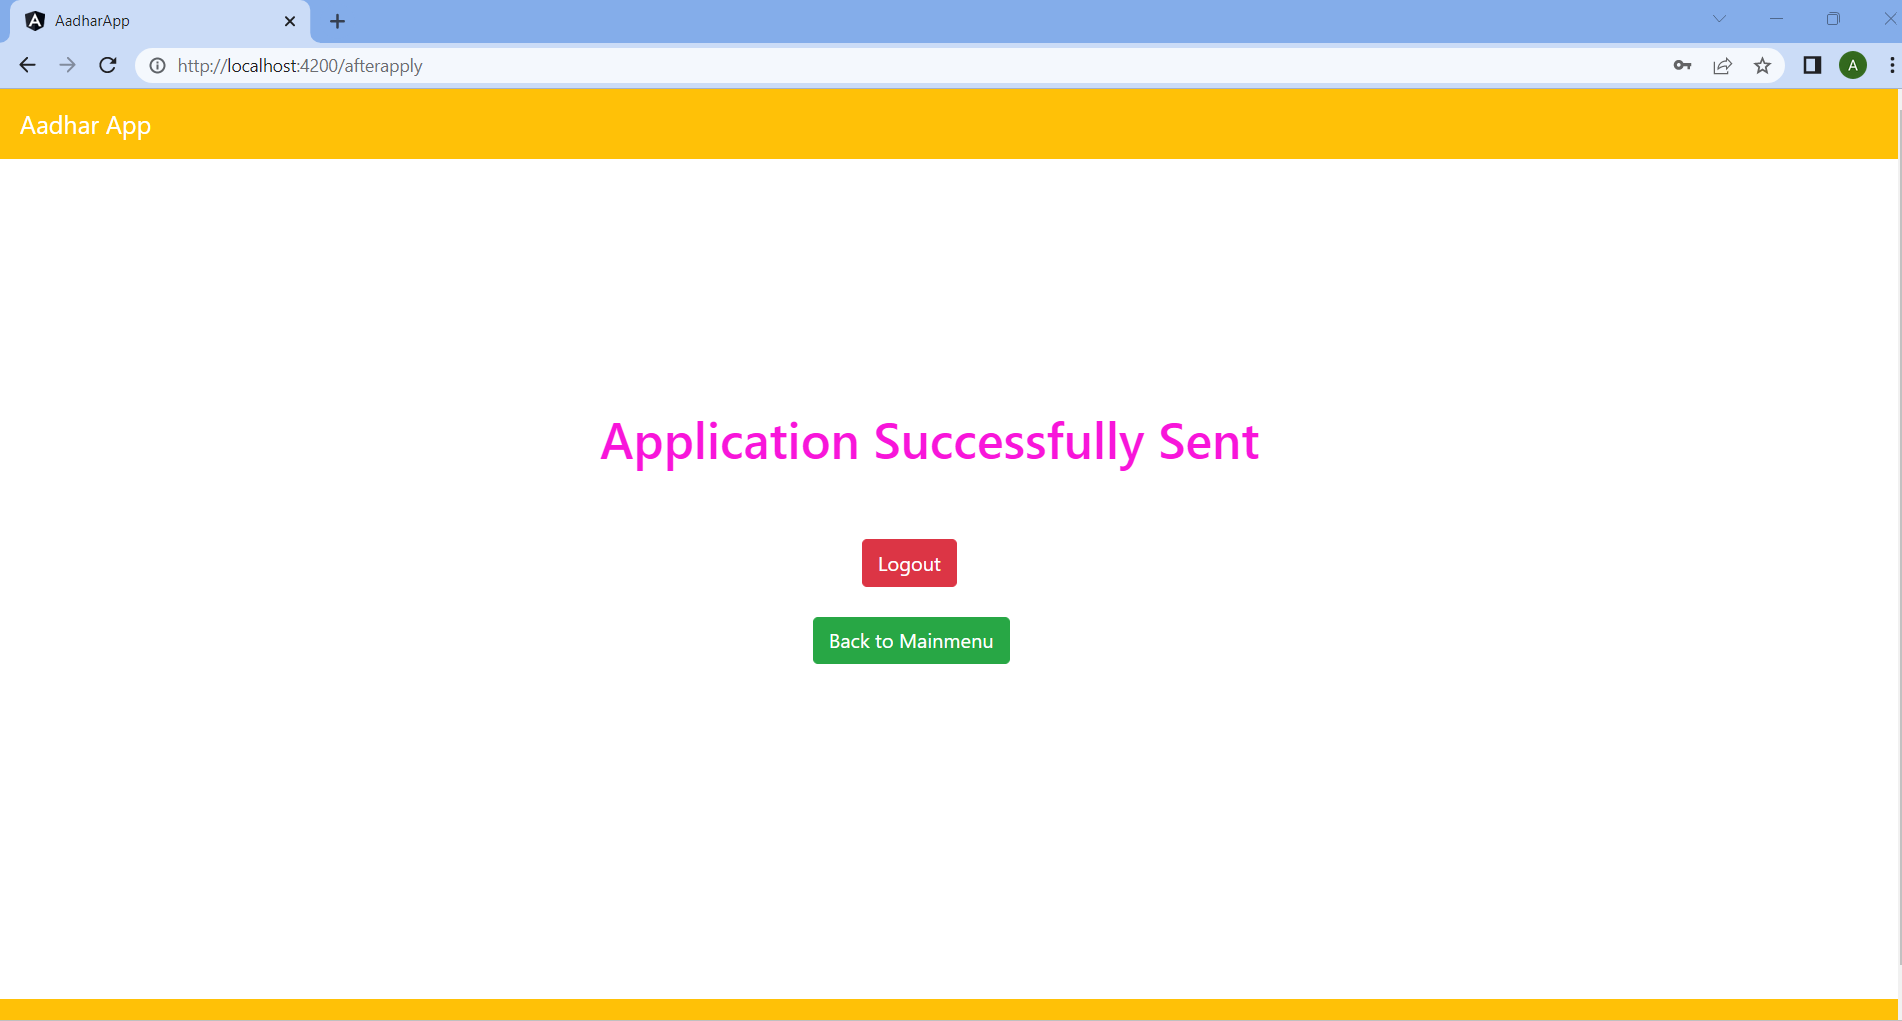 AadharApp
http://localhost:4200/afterapply
A
Aadhar App
Application Successfully Sent
Logout
Back to Mainmenu